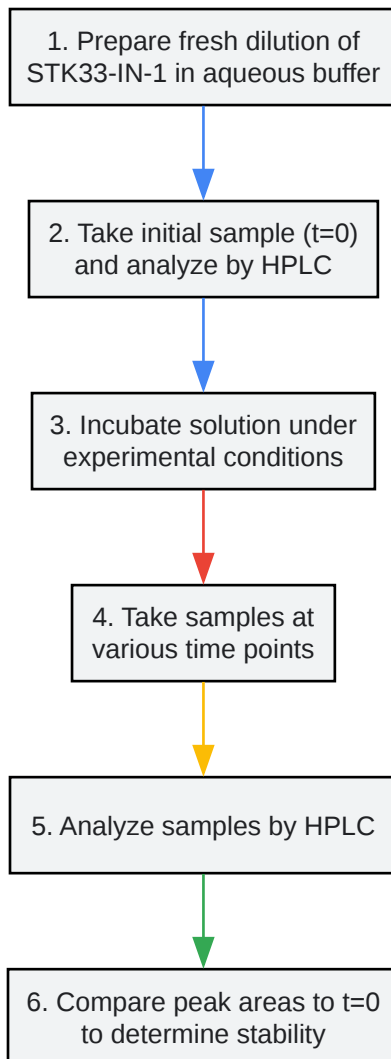 1. Prepare fresh dilution of
STK33-IN-1 in aqueous buffer
2. Take initial sample (t=0)
and analyze by HPLC
3. Incubate solution under
experimental conditions
4. Take samples at
various time points
5. Analyze samples by HPLC
6. Compare peak areas to t=0
to determine stability